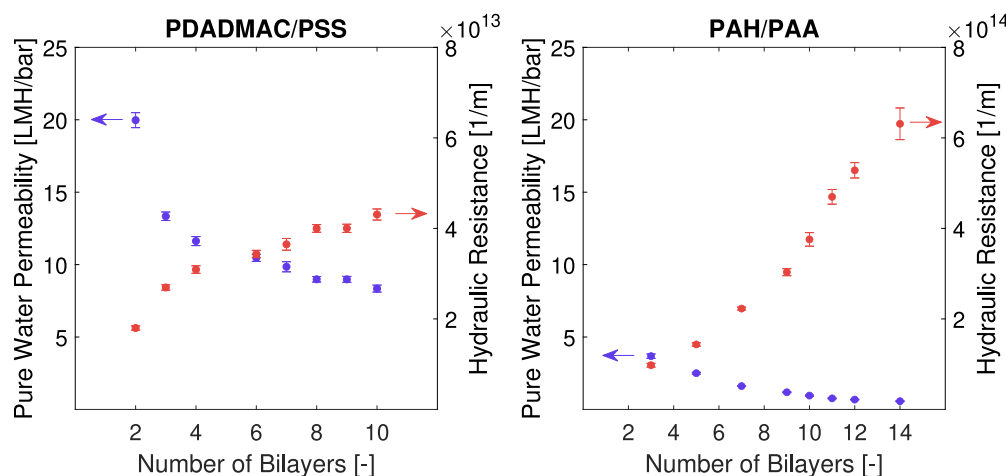 PDADMAC/PSS
×10^13
Pure Water Permeability [LMH/bar]
25
20
15
10
5
8
6
4
2
Hydraulic Resistance [1/m]
2 4 6 8 10
Number of Bilayers [-]
PAH/PAA
×10^14
Pure Water Permeability [LMH/bar]
25
20
15
10
5
8
6
4
2
Hydraulic Resistance [1/m]
2 4 6 8 10 12 14
Number of Bilayers [-]